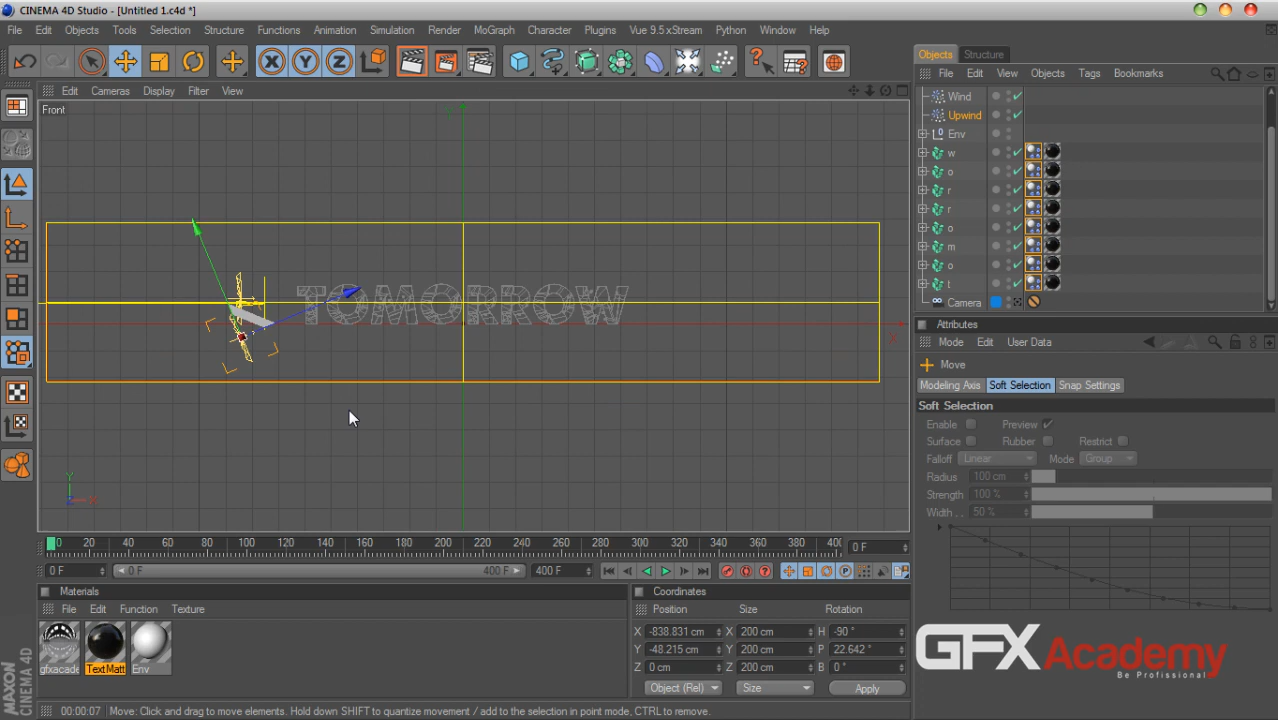 CINEMA 4D Studio - [Untitled 1.c4d *]
File Edit Objects Tools Selection Structure Functions Animation Simulation Render MoGraph Character Plugins Vue 9.5 xStream Python Window Help
Edit Cameras Display Filter View
Front
TOMORROW
X
Y
Z X
0 20 40 60 80 100 120 140 160 180 200 220 240 260 280 300 320 340 360 380 400
0 F
0 F 0 F 400 F 400 F
Materials
File Edit Function Texture
gfxacade TextMatt Env
Coordinates
Position Size Rotation
X -838.831 cm X 200 cm H -90 °
Y -48.215 cm Y 200 cm P 22.642 °
Z 0 cm Z 200 cm B 0 °
Object (Rel) Size Apply
Objects Structure
File Edit View Objects Tags Bookmarks
Wind
Upwind
Env
w
o
r
r
o
m
o
t
Camera
Attributes
Mode Edit User Data
Move
Modeling Axis Soft Selection Snap Settings
Soft Selection
Enable Preview
Surface Rubber Restrict
Falloff Linear Mode Group
Radius 100 cm
Strength 100 %
Width . . 50 %
GFX Academy
Be Profissional
MAXON
CINEMA 4D
00:00:07 Move: Click and drag to move elements. Hold down SHIFT to quantize movement / add to the selection in point mode, CTRL to remove.